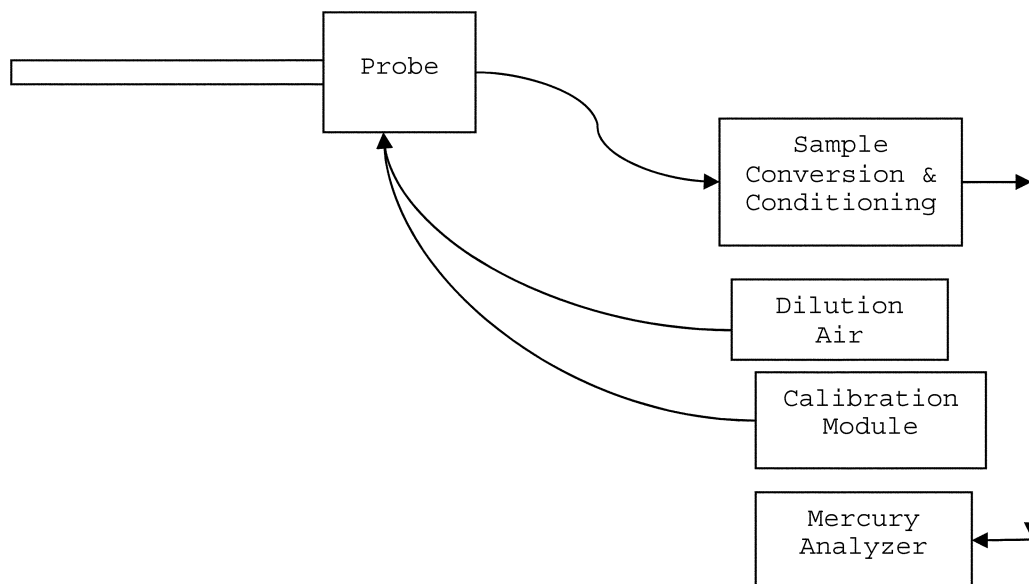 Probe
Sample
Conversion &
Conditioning
Dilution
Air
Calibration
Module
Mercury
Analyzer